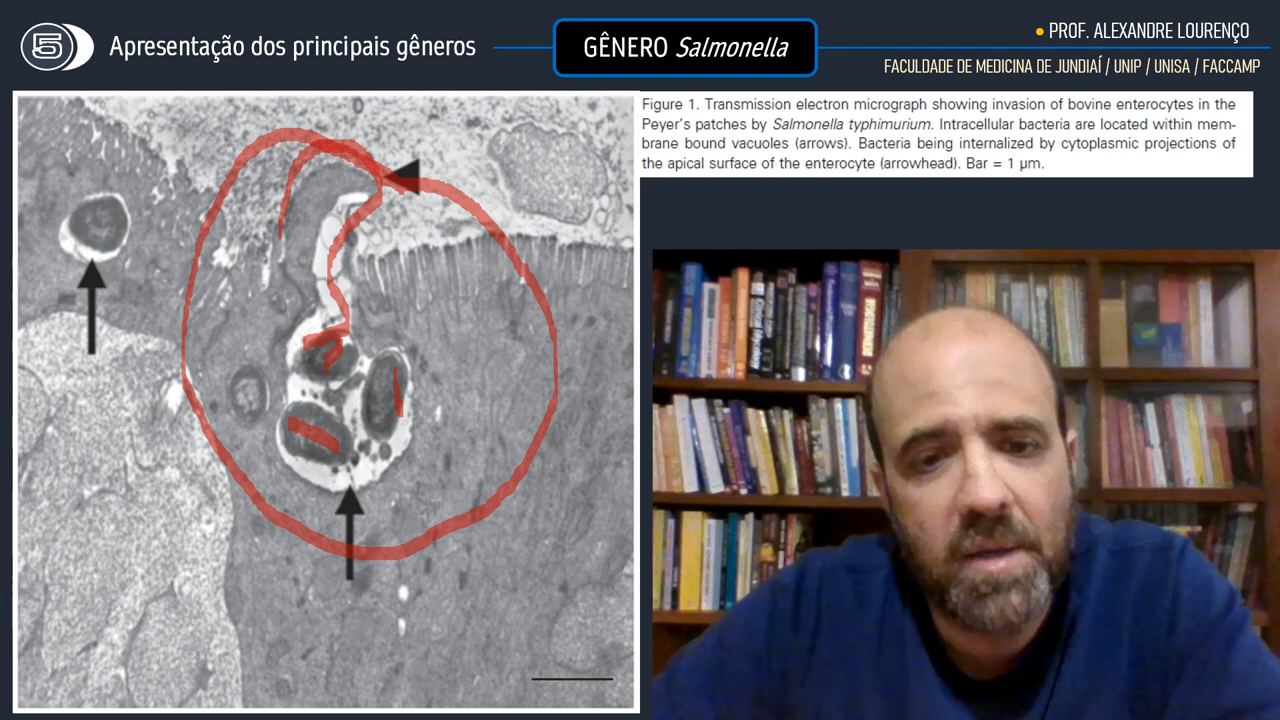 5
Apresentação dos principais gêneros
GÊNERO Salmonella
• PROF. ALEXANDRE LOURENÇO
FACULDADE DE MEDICINA DE JUNDIAÍ / UNIP / UNISA / FACCAMP
Figure 1. Transmission electron micrograph showing invasion of bovine enterocytes in the
Peyer's patches by Salmonella typhimurium. Intracellular bacteria are located within mem-
brane bound vacuoles (arrows). Bacteria being internalized by cytoplasmic projections of
the apical surface of the enterocyte (arrowhead). Bar = 1 µm.